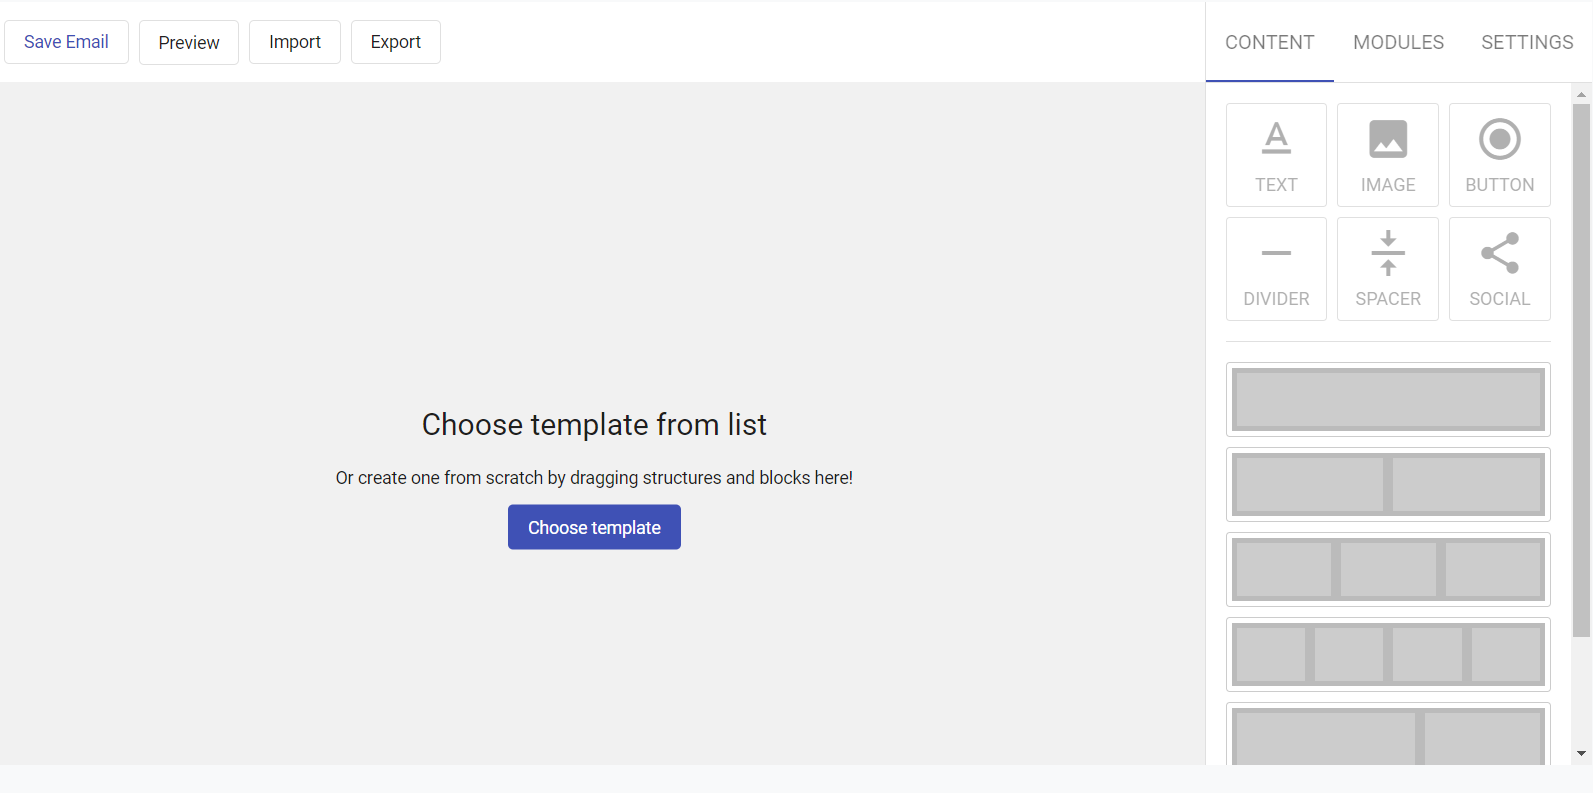 Save Email
Preview
Import
Export
CONTENT
MODULES
SETTINGS
TEXT
IMAGE
BUTTON
DIVIDER
SPACER
SOCIAL
Choose template from list
Or create one from scratch by dragging structures and blocks here!
Choose template